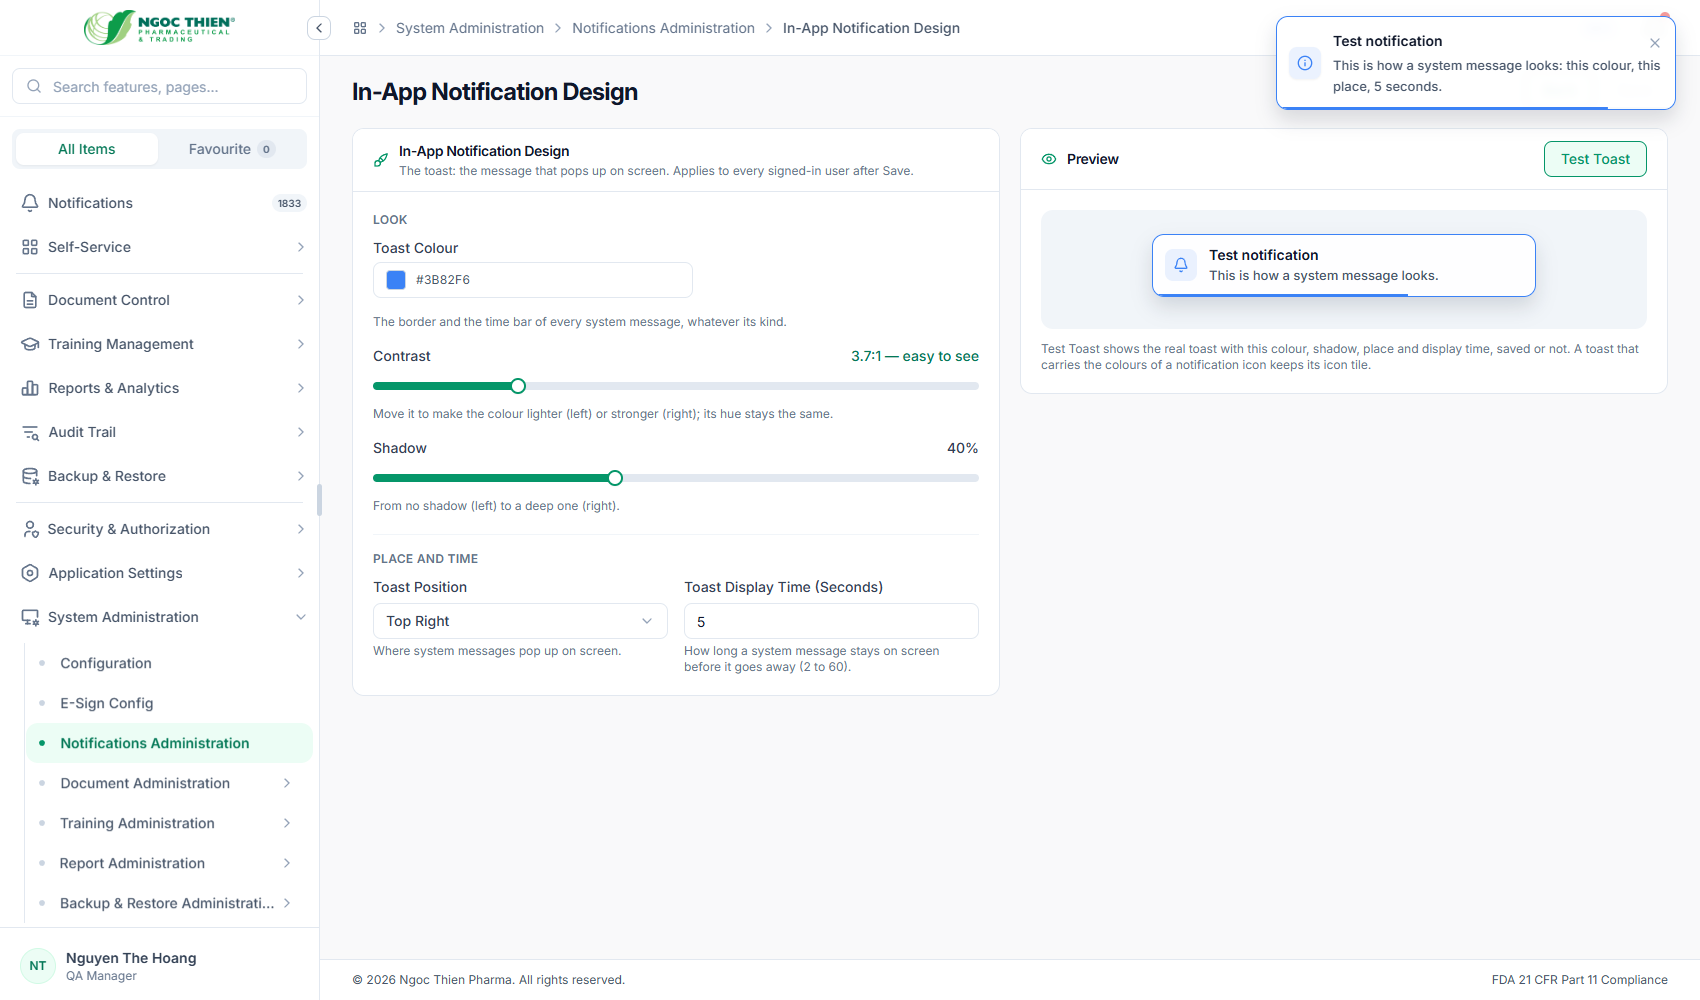 NGOC THIEN®
PHARMACEUTICAL
& TRADING
Search features, pages...
All Items
Favourite 0
Notifications 1833
Self-Service
Document Control
Training Management
Reports & Analytics
Audit Trail
Backup & Restore
Security & Authorization
Application Settings
System Administration
Configuration
E-Sign Config
Notifications Administration
Document Administration
Training Administration
Report Administration
Backup & Restore Administrati...
NT
Nguyen The Hoang
QA Manager
System Administration > Notifications Administration > In-App Notification Design
In-App Notification Design
In-App Notification Design
The toast: the message that pops up on screen. Applies to every signed-in user after Save.
LOOK
Toast Colour
#3B82F6
The border and the time bar of every system message, whatever its kind.
Contrast 3.7:1 — easy to see
Move it to make the colour lighter (left) or stronger (right); its hue stays the same.
Shadow 40%
From no shadow (left) to a deep one (right).
PLACE AND TIME
Toast Position
Top Right
Where system messages pop up on screen.
Toast Display Time (Seconds)
5
How long a system message stays on screen
before it goes away (2 to 60).
Test notification
This is how a system message looks: this colour, this
place, 5 seconds.
Preview
Test Toast
Test notification
This is how a system message looks.
Test Toast shows the real toast with this colour, shadow, place and display time, saved or not. A toast that
carries the colours of a notification icon keeps its icon tile.
© 2026 Ngoc Thien Pharma. All rights reserved.
FDA 21 CFR Part 11 Compliance